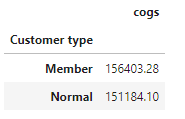 cogs
Customer type
Member 156403.28
Normal 151184.10